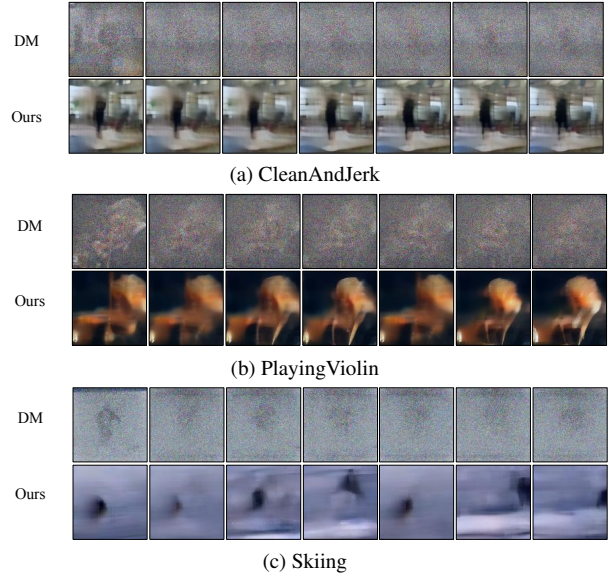 DM
Ours
(a) CleanAndJerk
DM
Ours
(b) PlayingViolin
DM
Ours
(c) Skiing